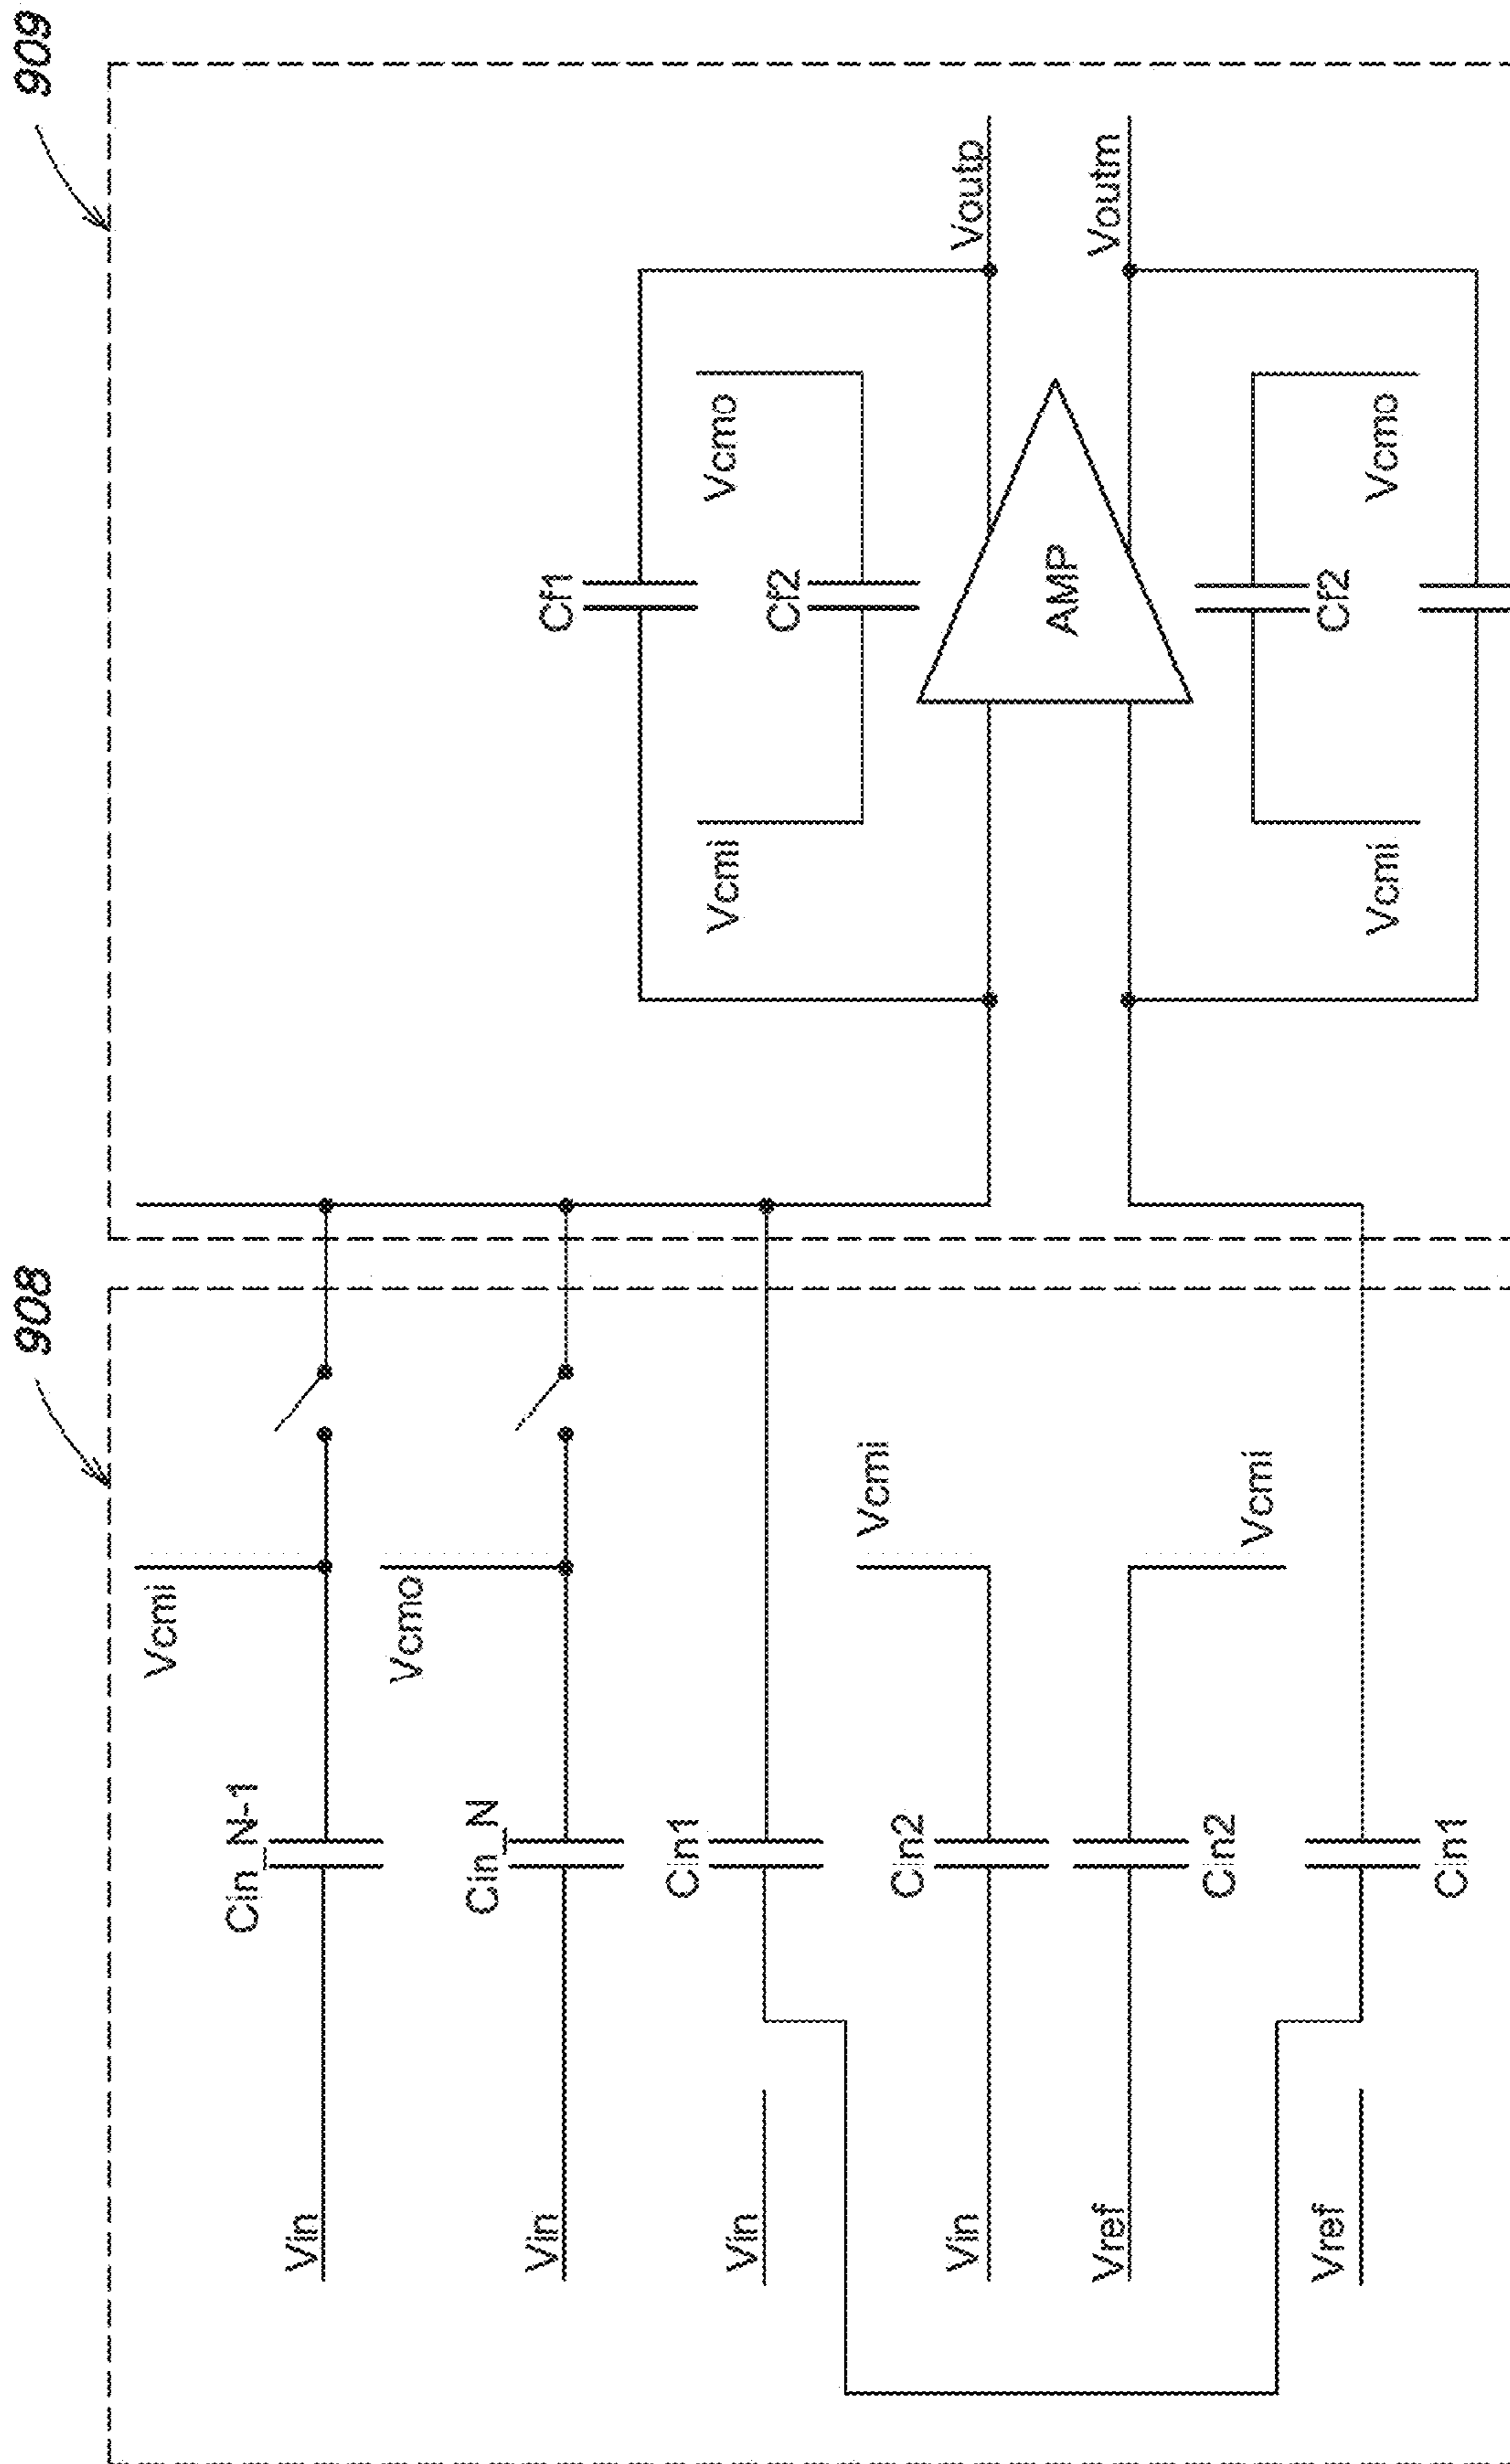 908
909
Vin
Cin_N-1
Vcmi
Vin
Cin_N
Vcmo
Vin
Cin1
Vin
Cin2
Vcmi
Vref
Cin2
Vcmi
Vref
Cin1
Cf1
Vcmi
Cf2
Vcmo
Voutp
AMP
Voutm
Vcmi
Cf2
Vcmo